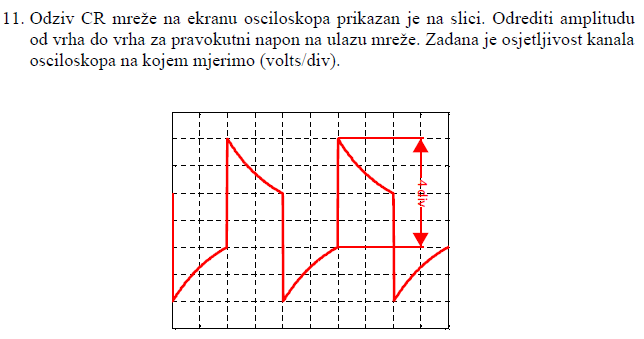 11. Odziv CR mreže na ekranu osciloskopa prikazan je na slici. Odrediti amplitudu
od vrha do vrha za pravokutni napon na ulazu mreže. Zadana je osjetljivost kanala
osciloskopa na kojem mjerimo (volts/div).
4 div